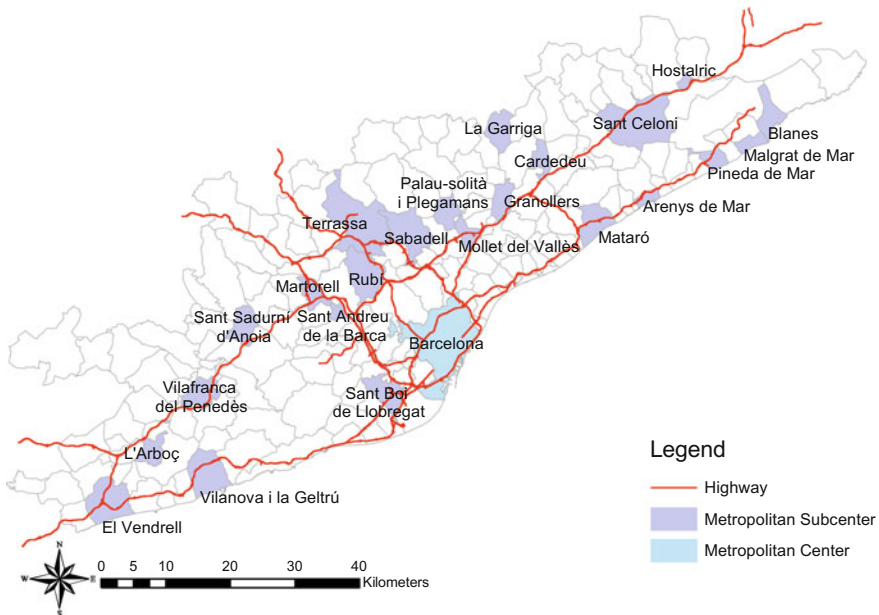 Hostalric
La Garriga
Sant Celoni
Blanes
Cardedeu
Malgrat de Mar
Palau-solità
i Plegamans
Pineda de Mar
Granollers
Arenys de Mar
Terrassa
Sabadell
Mollet del Vallès
Mataró
Rubí
Martorell
Sant Sadurní
d'Anoia
Sant Andreu
de la Barca
Barcelona
Vilafranca
del Penedès
Sant Boi
de Llobregat
L'Arboç
Vilanova i la Geltrú
El Vendrell
Legend
Highway
Metropolitan Subcenter
Metropolitan Center
N
W E
S
0 5 10 20 30 40
Kilometers